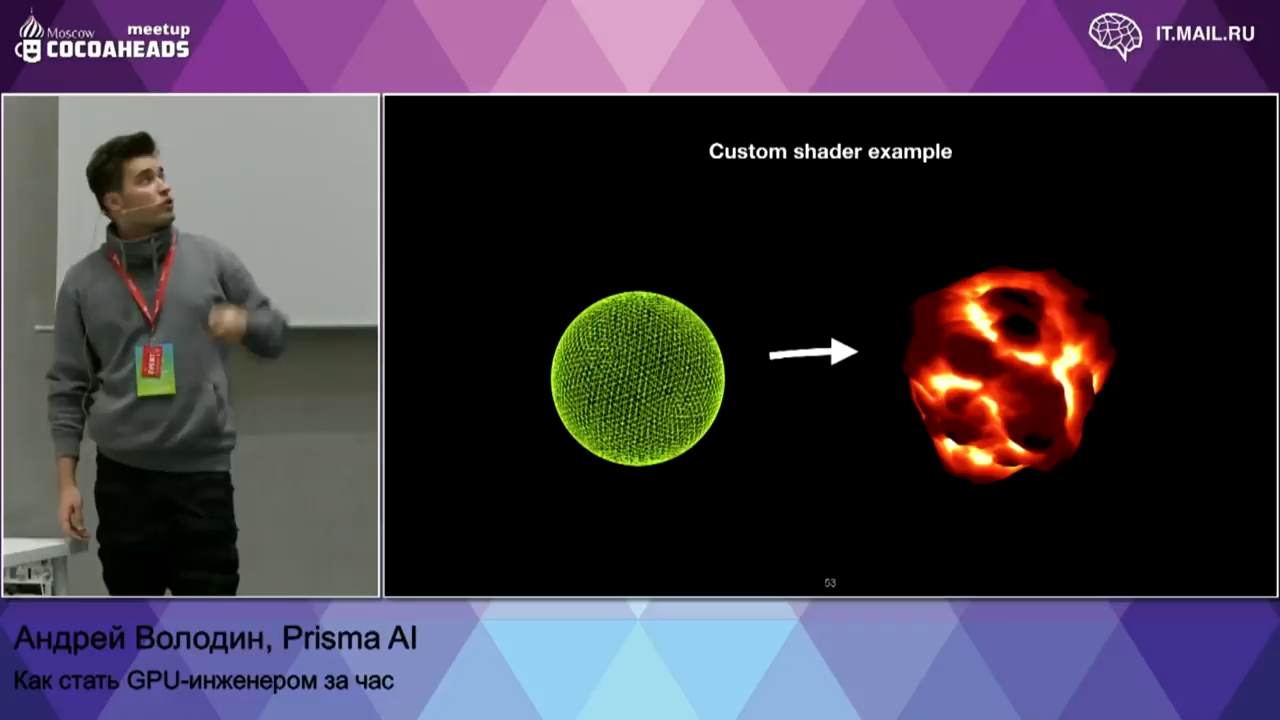 Moscow
meetup
COCOAHEADS
IT.MAIL.RU
Custom shader example
53
Андрей Володин, Prisma AI
Как стать GPU-инженером за час